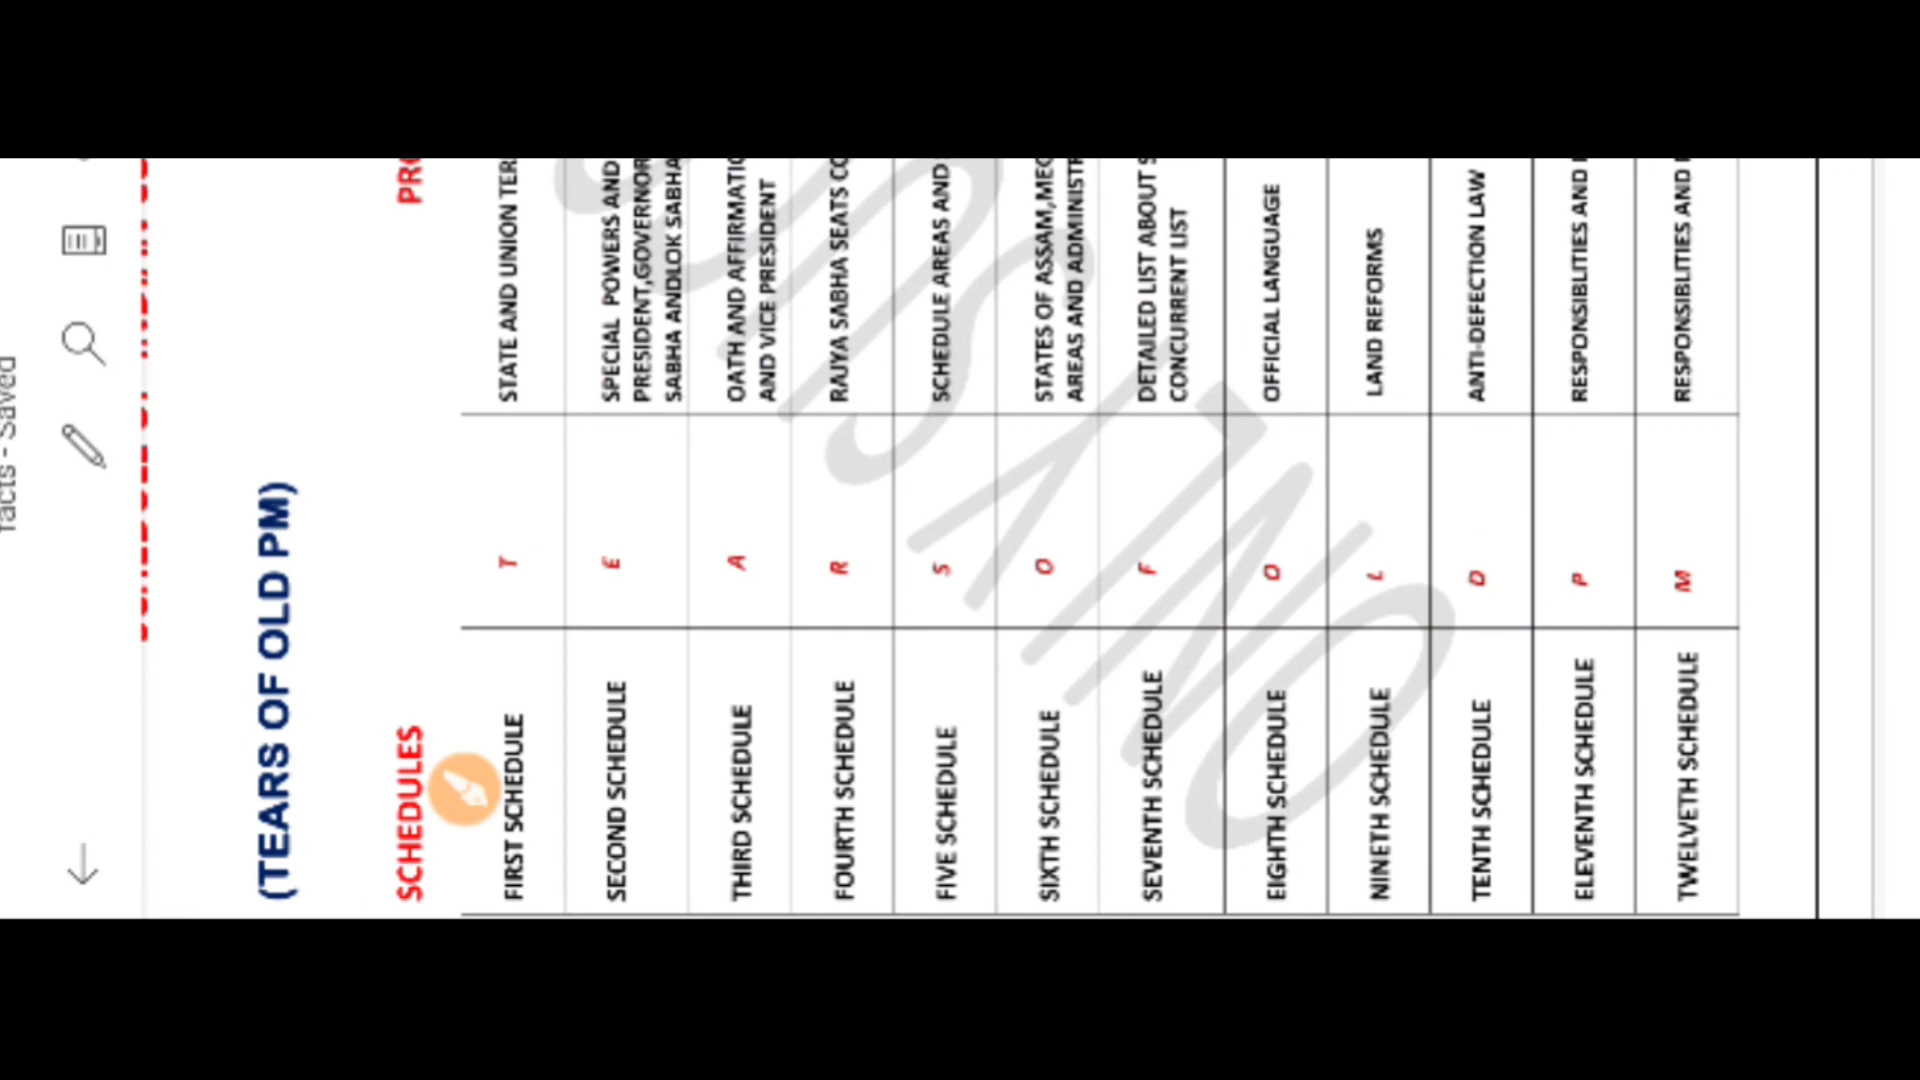 facts - Saved
(TEARS OF OLD PM)
SCHEDULES
FIRST SCHEDULE T STATE AND UNION
SECOND SCHEDULE E SPECIAL POWERS AND
PRESIDENT,GOVERNOR
SABHA ANDLOK SABHA
THIRD SCHEDULE A OATH AND
AND VICE PRESIDENT
FOURTH SCHEDULE R RAJYA SABHA SEATS
FIVE SCHEDULE S SCHEDULE AREAS AND
SIXTH SCHEDULE O STATES OF ASSAM,
AREAS AND
SEVENTH SCHEDULE F DETAILED LIST ABOUT
CONCURRENT LIST
EIGHTH SCHEDULE O OFFICIAL LANGUAGE
NINETH SCHEDULE L LAND REFORMS
TENTH SCHEDULE D ANTI-DEFECTION LAW
ELEVENTH SCHEDULE P RESPONSIBLITIES AND
TWELVETH SCHEDULE M RESPONSIBLITIES AND